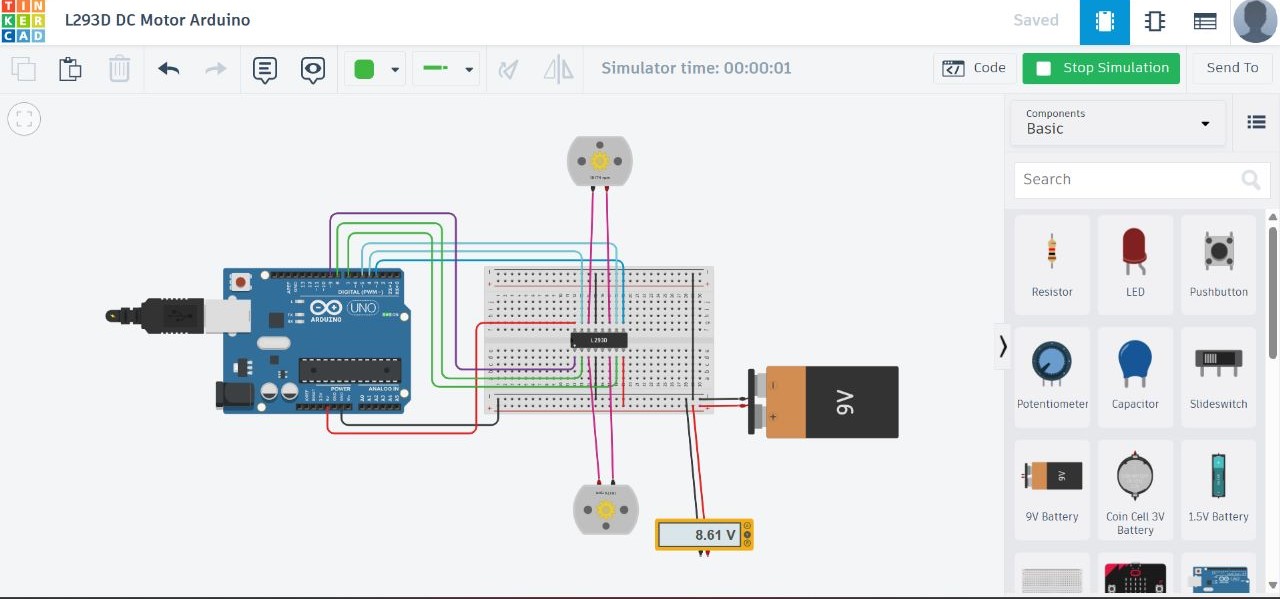 TIN
KER
CAD
L293D DC Motor Arduino
Saved
Simulator time: 00:00:01
Code
Stop Simulation
Send To
Components
Basic
Search
Resistor
LED
Pushbutton
Potentiometer
Capacitor
Slideswitch
9V
9V Battery
Coin Cell 3V
Battery
1.5V Battery
DIGITAL (PWM~)
UNO
ARDUINO
POWER
ANALOG IN
L293D
9V
8.61 V